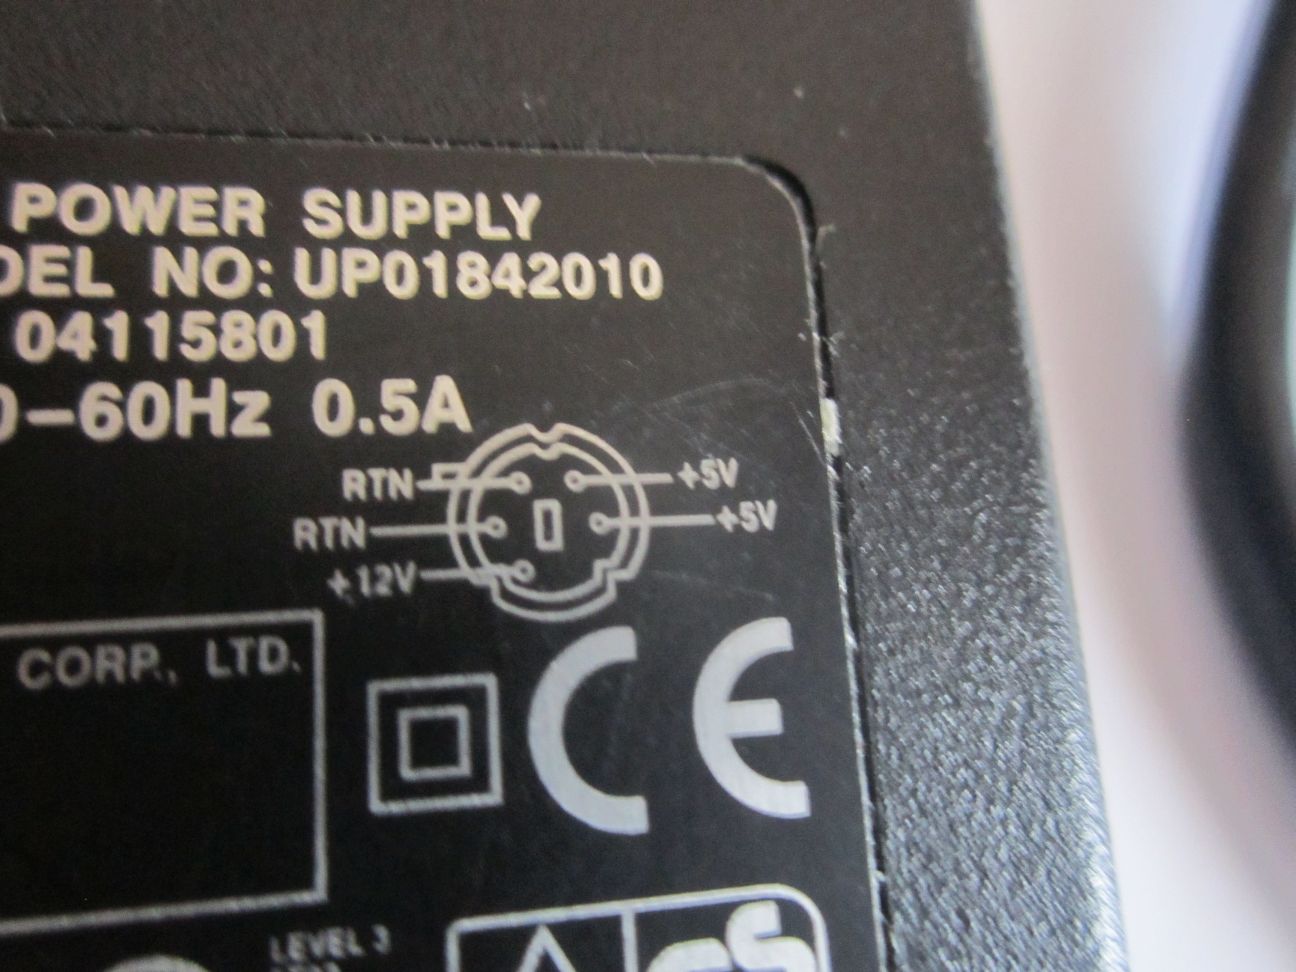 POWER SUPPLY
DEL NO: UP01842010
04115801
0-60Hz 0.5A
RTN +5V
RTN +5V
+12V
CORP., LTD.
CE
LEVEL 3
GS